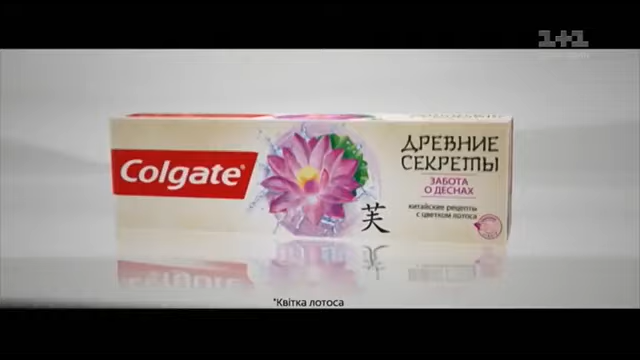 1+1
Colgate®
ДРЕВНИЕ
СЕКРЕТЫ
ЗАБОТА
О ДЕСНАХ
китайские рецепты
с цветком лотоса
芙
*Квітка лотоса